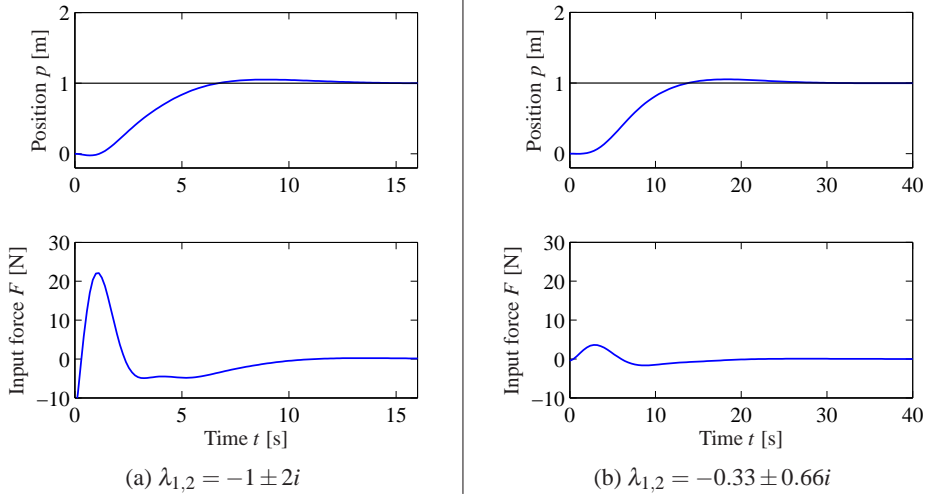 Position p [m]
2
1
0
0 5 10 15
Input force F [N]
30
20
10
0
−10
0 5 10 15
Time t [s]
(a) λ1,2 = −1 ± 2i
Position p [m]
2
1
0
0 10 20 30 40
Input force F [N]
30
20
10
0
−10
0 10 20 30 40
Time t [s]
(b) λ1,2 = −0.33 ± 0.66i